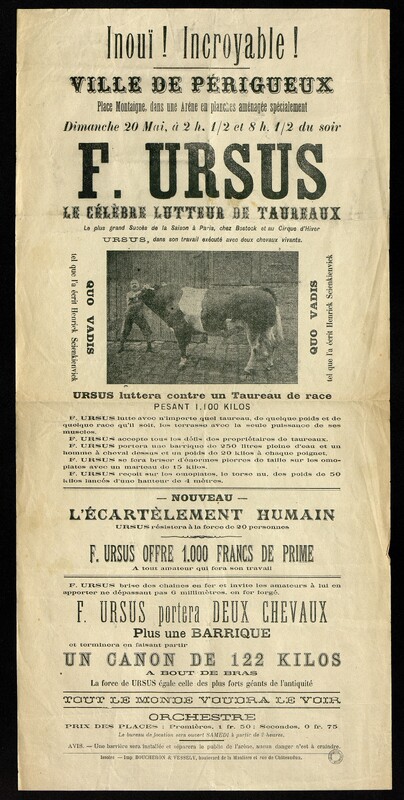 Inouï ! Incroyable !
VILLE DE PÉRIGUEUX
Place Montaigne, dans une Arène en planches aménagée spécialement
Dimanche 20 Mai, à 2 h. 1/2 et 8 h. 1/2 du soir
F. URSUS
LE CÉLÈBRE LUTTEUR DE TAUREAUX
Le plus grand Succès de la Saison à Paris, chez Bostock et au Cirque d'Hiver
URSUS, dans son travail exécuté avec deux chevaux vivants.
tel que l'a écrit Henrick Scienkienvick
QUO VADIS
QUO VADIS
tel que l'a écrit Henrick Scienkienvick
URSUS luttera contre un Taureau de race
PESANT 1,100 KILOS
F. URSUS lutte avec n'importe quel taureau, de quelque poids et de
quelque race qu'il soit, les terrasse avec la seule puissance de ses
muscles.
F. URSUS accepte tous les défis des propriétaires de taureaux.
F. URSUS portera une barrique de 250 litres pleine d'eau et un
homme à cheval dessus et un poids de 20 kilos à chaque poignet.
F. URSUS se fera briser d'énormes pierres de taille sur les omo-
plates avec un marteau de 15 kilos.
F. URSUS reçoit sur les omoplates, le torse nu, des poids de 50
kilos lancés d'une hauteur de 4 mètres.
— NOUVEAU —
L'ÉCARTÈLEMENT HUMAIN
URSUS résistera à la force de 20 personnes
F. URSUS OFFRE 1.000 FRANCS DE PRIME
A tout amateur qui fera son travail
F. URSUS brise des chaînes en fer et invite les amateurs à lui en
apporter ne dépassant pas 6 millimètres, en fer forgé.
F. URSUS portera DEUX CHEVAUX
Plus une BARRIQUE
et terminera en faisant partir
UN CANON DE 122 KILOS
A BOUT DE BRAS
La force de URSUS égale celle des plus forts géants de l'antiquité
TOUT LE MONDE VOUDRA LE VOIR
ORCHESTRE
PRIX DES PLACES : Premières, 1 fr. 50 ; Secondes, 0 fr. 75
Le bureau de location sera ouvert SAMEDI à partir de 2 heures.
AVIS. — Une barrière sera installée et séparera le public de l'arène, aucun danger n'est à craindre.
— Imp. BOUCHERON & VESSELY, boulevard de la